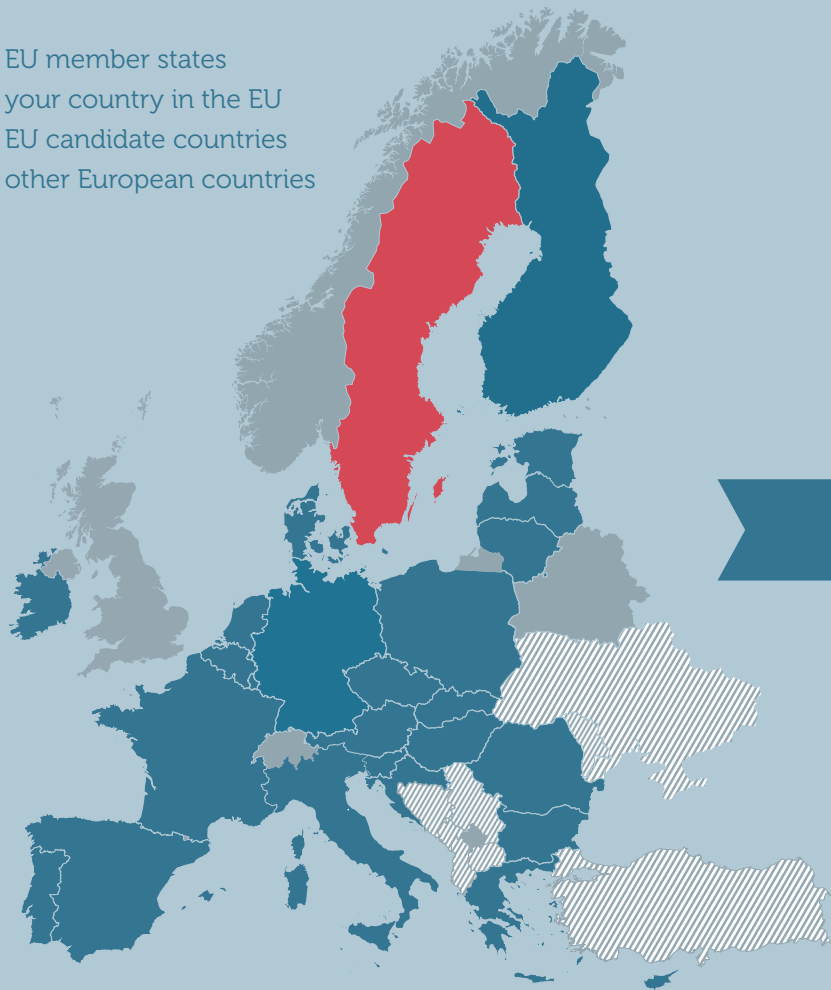 EU member states
your country in the EU
EU candidate countries
other European countries